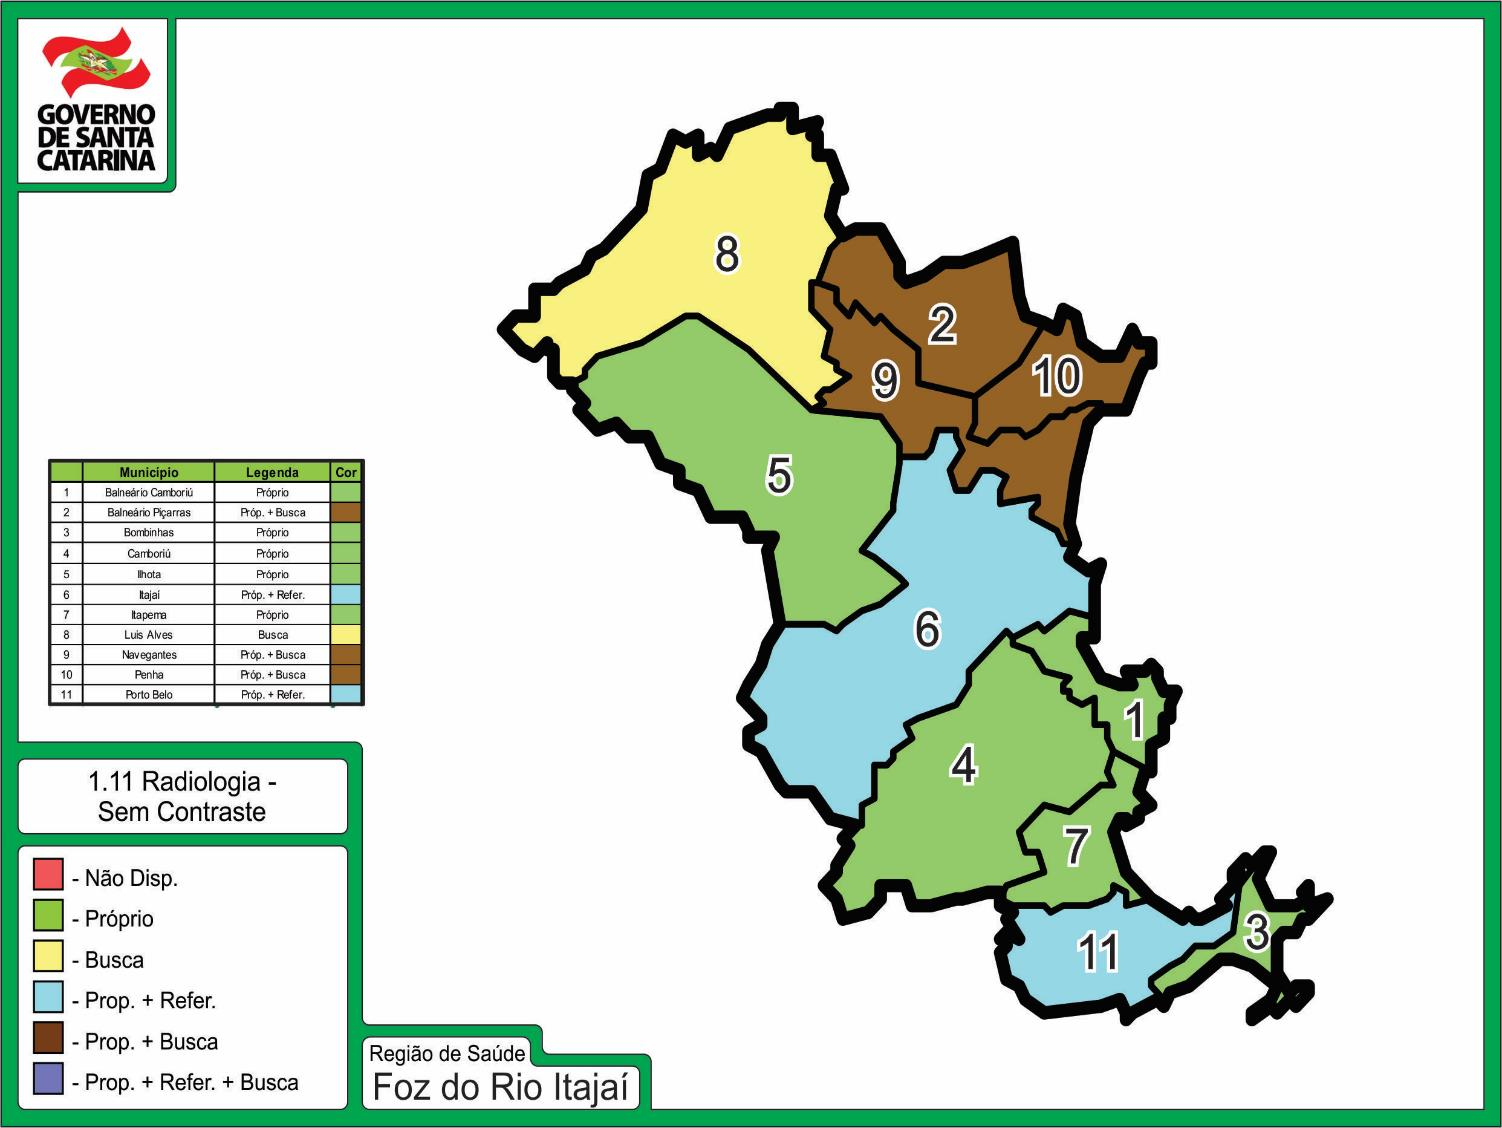 GOVERNO
DE SANTA
CATARINA
8
2
10
9
5
6
1
4
7
3
11
Município Legenda Cor
1 Balneário Camboriú Próprio
2 Balneário Piçarras Próp. + Busca
3 Bombinhas Próprio
4 Camboriú Próprio
5 Ilhota Próprio
6 Itajaí Próp. + Refer.
7 Itapema Próprio
8 Luis Alves Busca
9 Navegantes Próp. + Busca
10 Penha Próp. + Busca
11 Porto Belo Próp. + Refer.
1.11 Radiologia -
Sem Contraste
- Não Disp.
- Próprio
- Busca
- Prop. + Refer.
- Prop. + Busca
- Prop. + Refer. + Busca
Região de Saúde
Foz do Rio Itajaí